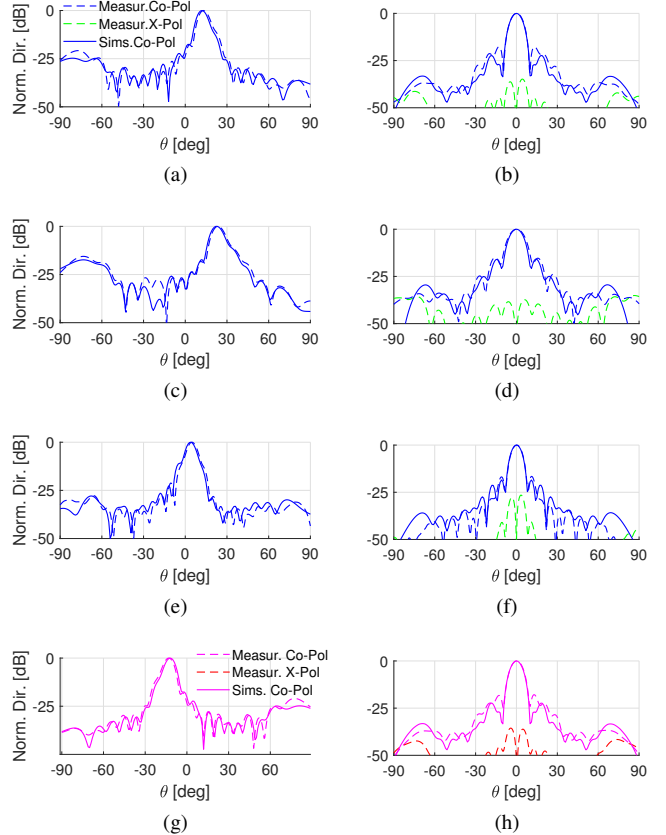 Measur.Co-Pol
Measur.X-Pol
Sims.Co-Pol
Norm. Dir. [dB]
0
-25
-50
-90 -60 -30 0 30 60 90
θ [deg]
(a)
0
-25
-50
-90 -60 -30 0 30 60 90
θ [deg]
(b)
Norm. Dir. [dB]
0
-25
-50
-90 -60 -30 0 30 60 90
θ [deg]
(c)
0
-25
-50
-90 -60 -30 0 30 60 90
θ [deg]
(d)
Norm. Dir. [dB]
0
-25
-50
-90 -60 -30 0 30 60 90
θ [deg]
(e)
0
-25
-50
-90 -60 -30 0 30 60 90
θ [deg]
(f)
Measur. Co-Pol
Measur. X-Pol
Sims. Co-Pol
Norm. Dir. [dB]
0
-25
-50
-90 -60 -30 0 30 60
θ [deg]
(g)
0
-25
-50
-90 -60 -30 0 30 60 90
θ [deg]
(h)